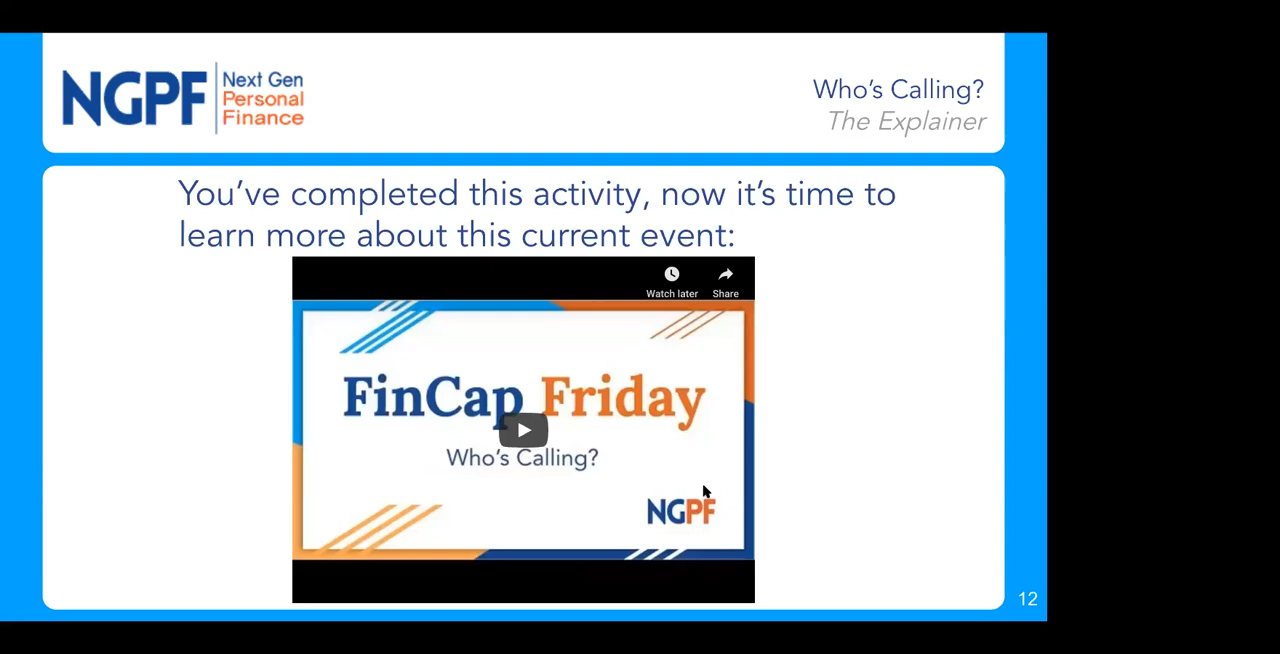 NGPF
Next Gen
Personal
Finance
Who's Calling?
The Explainer
You've completed this activity, now it's time to
learn more about this current event:
Watch later
Share
FinCap Friday
Who's Calling?
NGPF
12